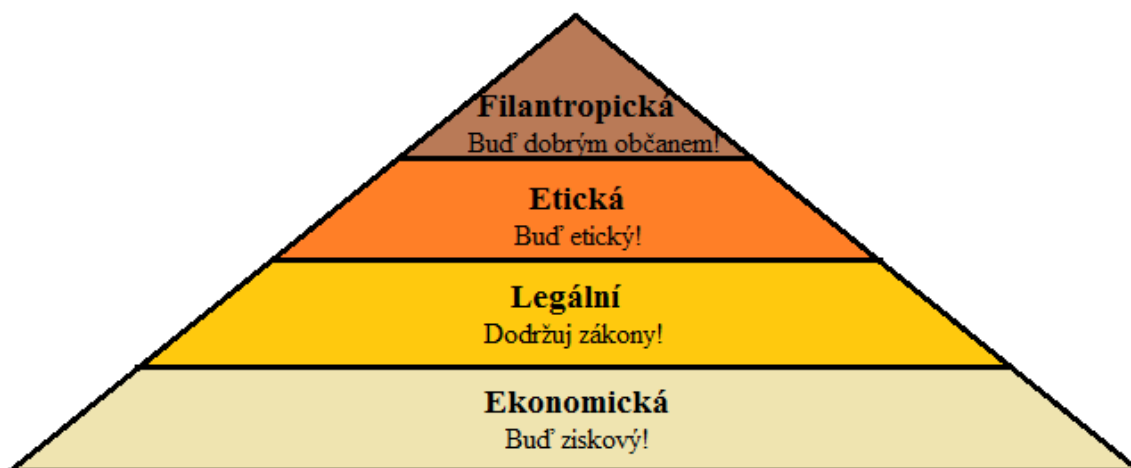 Filantropická
Buď dobrým občanem!
Etická
Buď etický!
Legální
Dodržuj zákony!
Ekonomická
Buď ziskový!